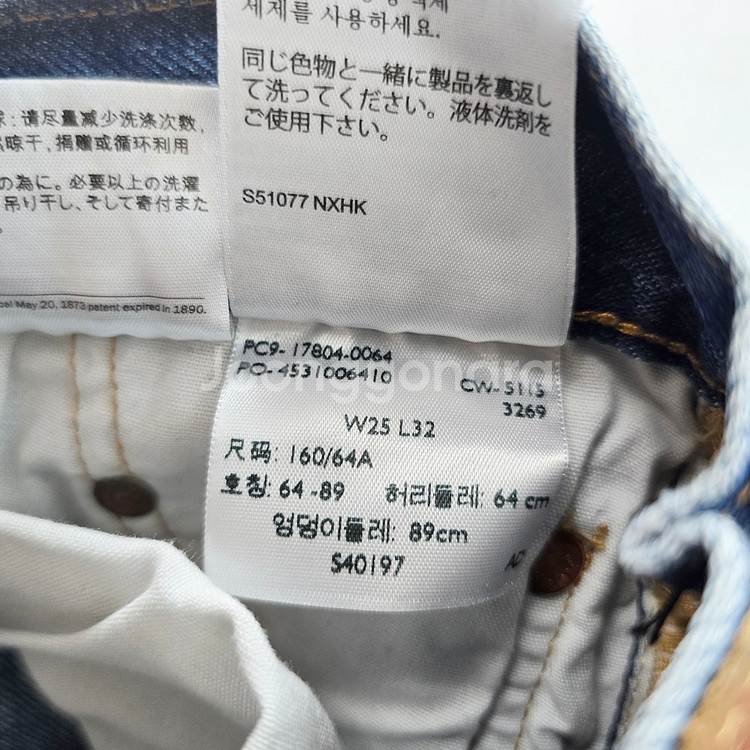 세제를 사용하세요.
同じ色物と一緒に製品を裏返し
て洗ってください。液体洗剤を
ご使用下さい。
S51077 NXHK
: 请尽量减少洗涤次数,
晾干, 捐赠或循环利用
の為に。必要以上の洗濯
吊り干し、そして寄付また
May 20, 1873 patent expired in 1890.
PC9- 17804-0064
PO- 4531006410
CW- 5115
3269
W25 L32
尺码: 160/64A
호칭: 64 -89 허리둘레: 64 cm
엉덩이둘레: 89cm
S40197
Joonggonara